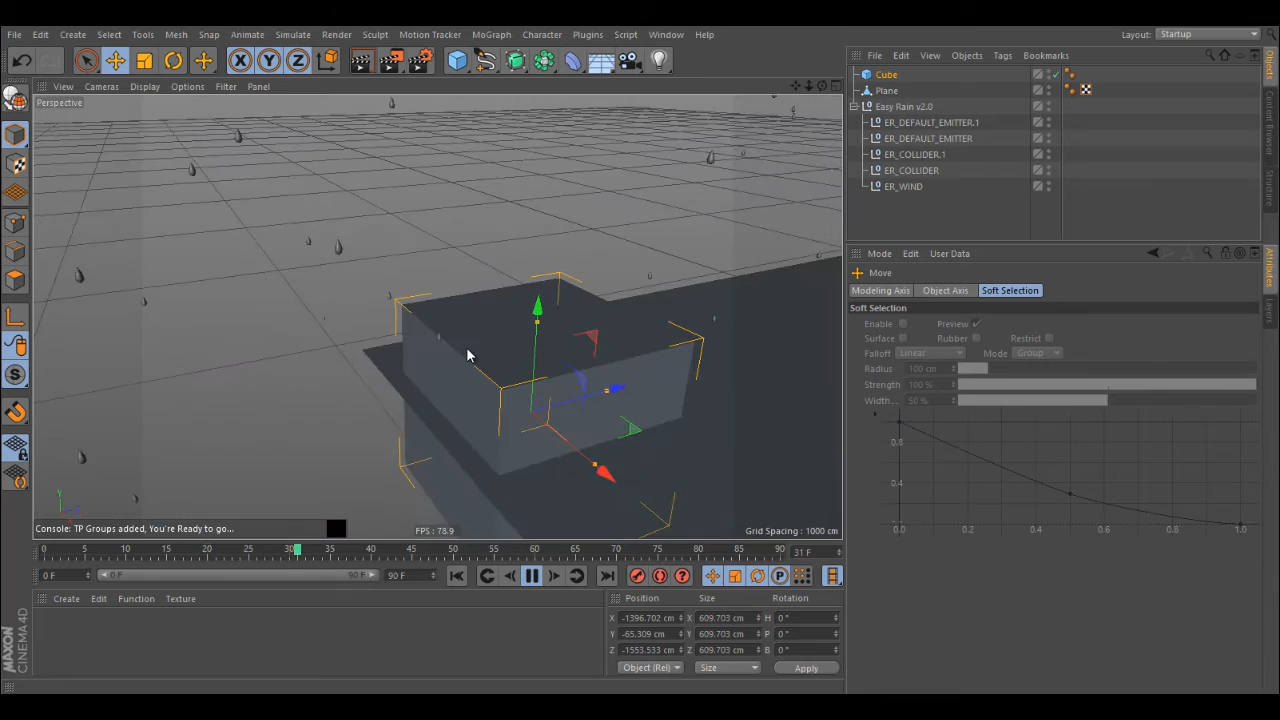 File Edit Create Select Tools Mesh Snap Animate Simulate Render Sculpt Motion Tracker MoGraph Character Plugins Script Window Help
Layout: Startup
X Y Z
File Edit View Objects Tags Bookmarks
View Cameras Display Options Filter Panel
Perspective
Cube
Plane
Easy Rain v2.0
ER_DEFAULT_EMITTER.1
ER_DEFAULT_EMITTER
ER_COLLIDER.1
ER_COLLIDER
ER_WIND
Objects
Content Browser
Structure
Mode Edit User Data
Move
Modeling Axis Object Axis Soft Selection
Soft Selection
Enable Preview
Surface Rubber Restrict
Falloff Linear Mode Group
Radius 100 cm
Strength 100 %
Width.. 50 %
0.8
0.4
0.0 0.2 0.4 0.6 0.8 1.0
Attributes
Layers
S
Y
Console: TP Groups added, You're Ready to go...
FPS : 78.9
Grid Spacing : 1000 cm
0 5 10 15 20 25 30 35 40 45 50 55 60 65 70 75 80 85 90
31 F
0 F 0 F 90 F 90 F
P
Create Edit Function Texture
Position Size Rotation
X -1396.702 cm X 609.703 cm H 0 °
Y -65.309 cm Y 609.703 cm P 0 °
Z -1553.533 cm Z 609.703 cm B 0 °
Object (Rel) Size Apply
MAXON CINEMA4D